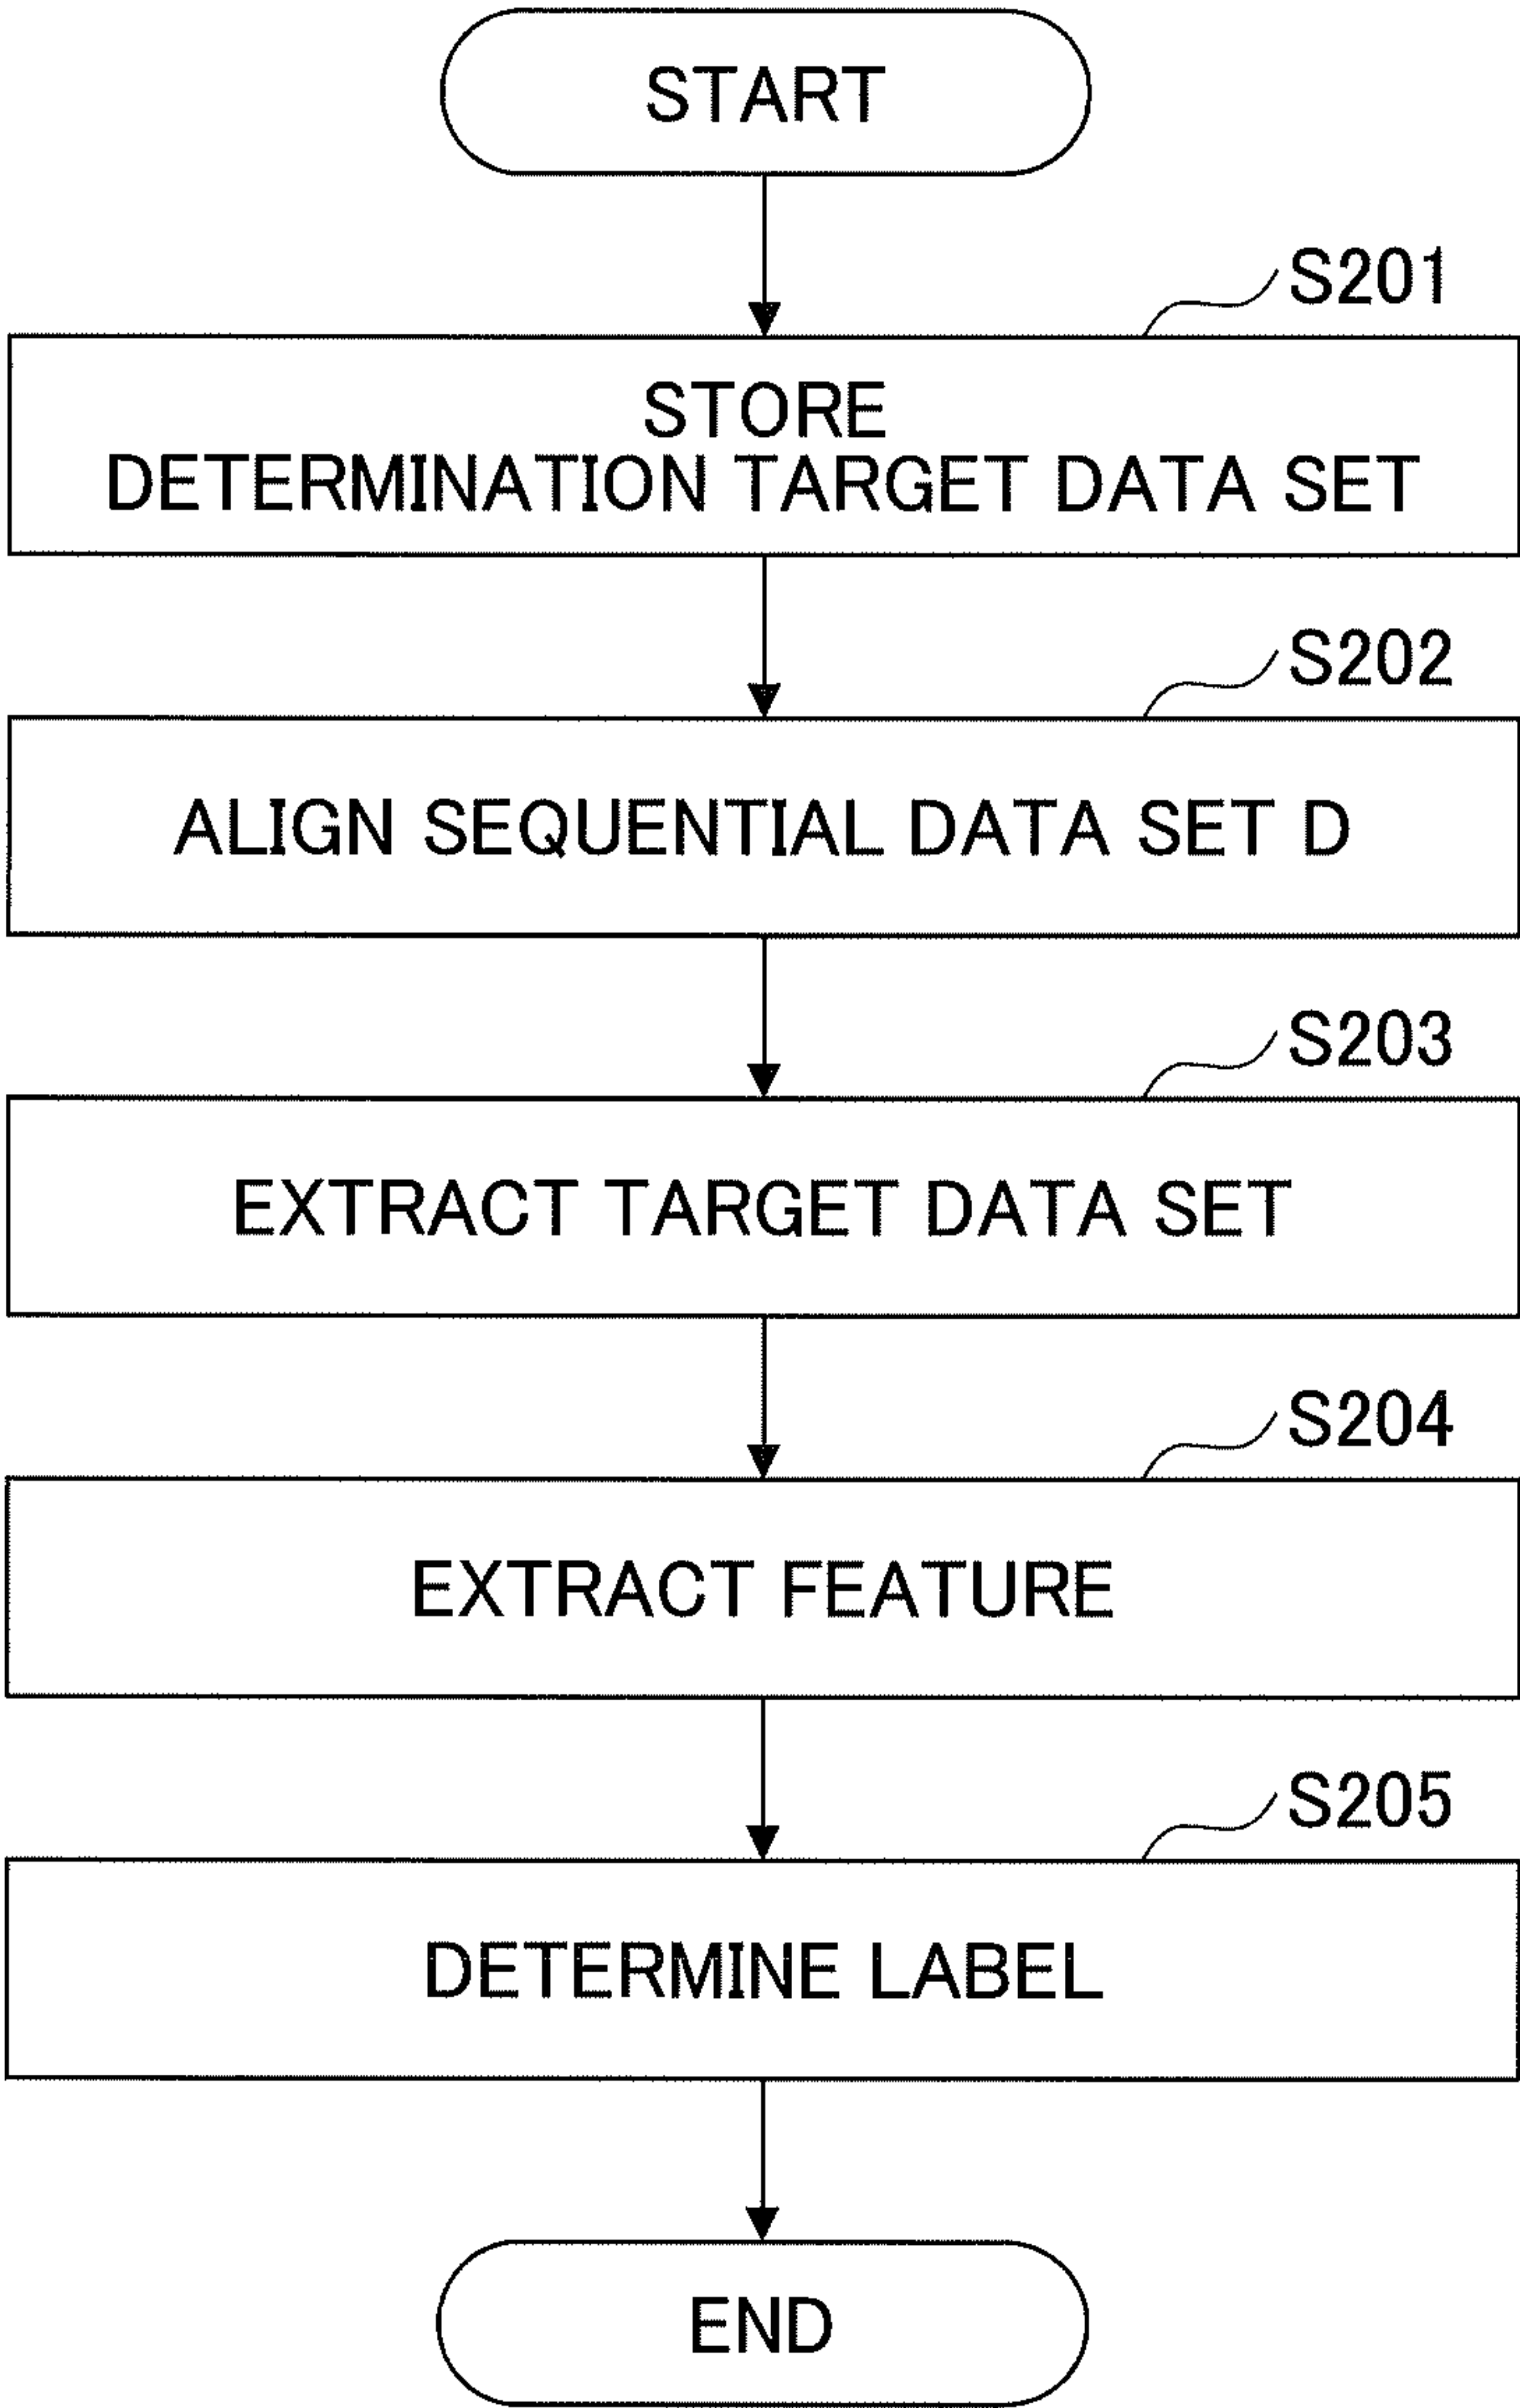 START
S201
STORE
DETERMINATION TARGET DATA SET
S202
ALIGN SEQUENTIAL DATA SET D
S203
EXTRACT TARGET DATA SET
S204
EXTRACT FEATURE
S205
DETERMINE LABEL
END